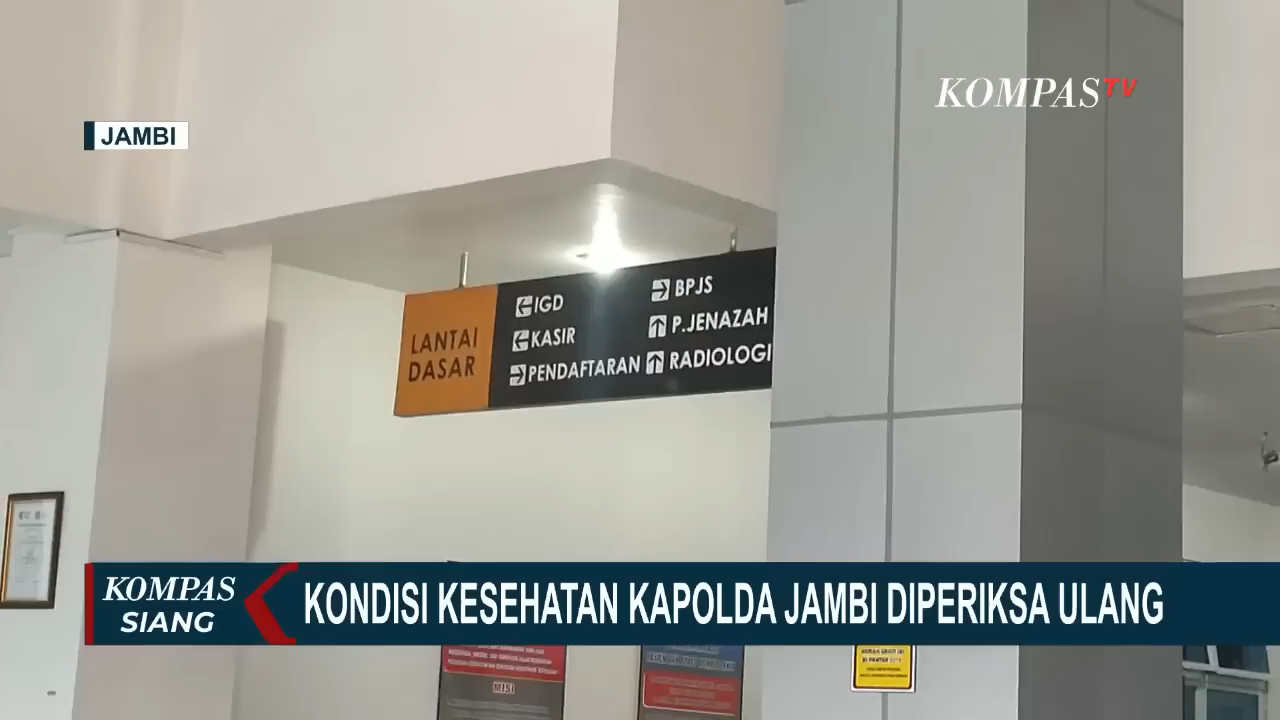 KOMPASTV
JAMBI
LANTAI
DASAR
IGD
KASIR
PENDAFTARAN
BPJS
P.JENAZAH
RADIOLOGI
KOMPAS
SIANG
KONDISI KESEHATAN KAPOLDA JAMBI DIPERIKSA ULANG
MISI